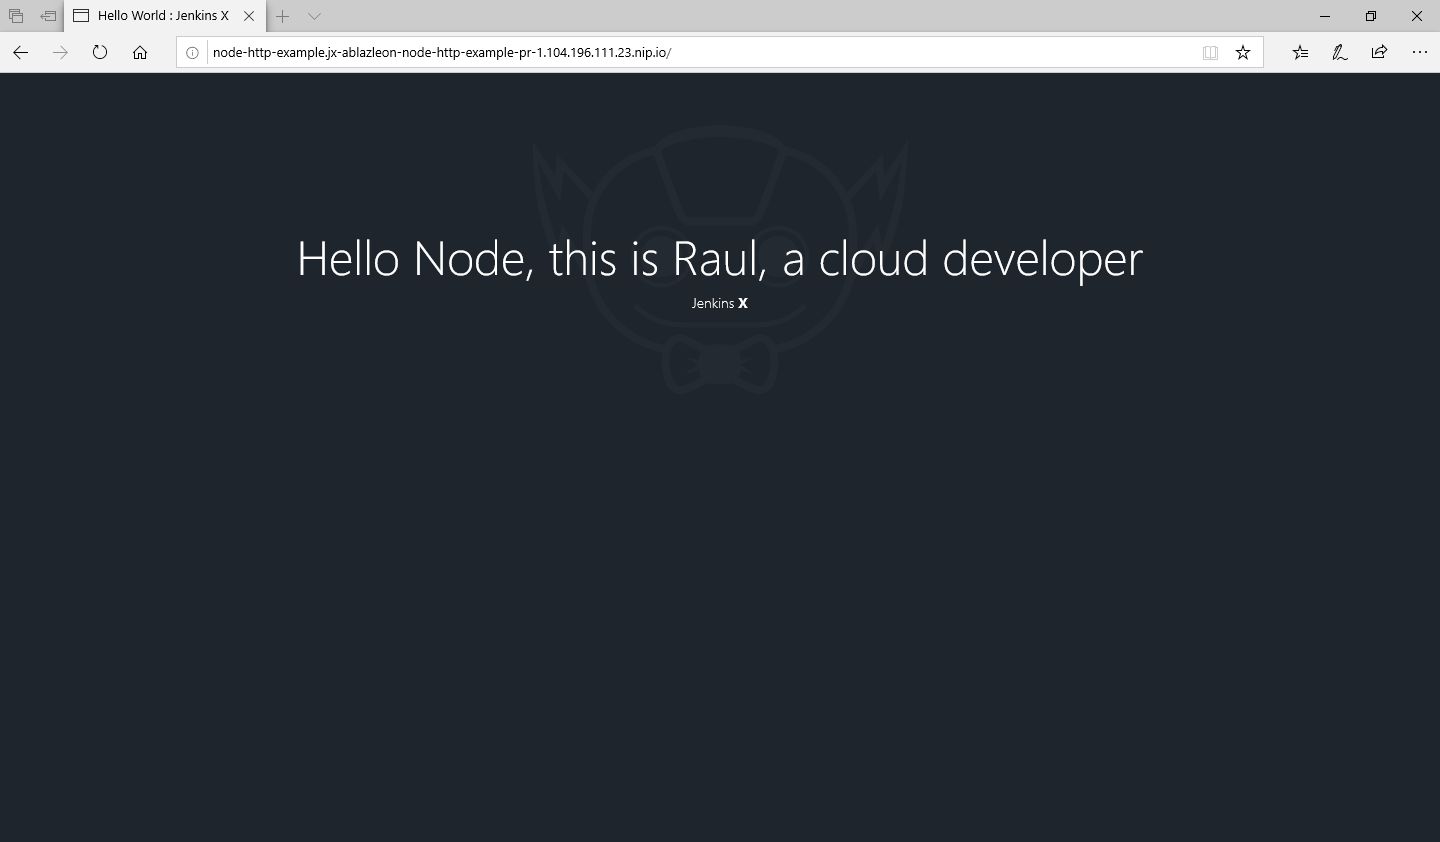 Hello World : Jenkins X
node-http-example.jx-ablazleon-node-http-example-pr-1.104.196.111.23.nip.io/
Hello Node, this is Raul, a cloud developer
Jenkins X